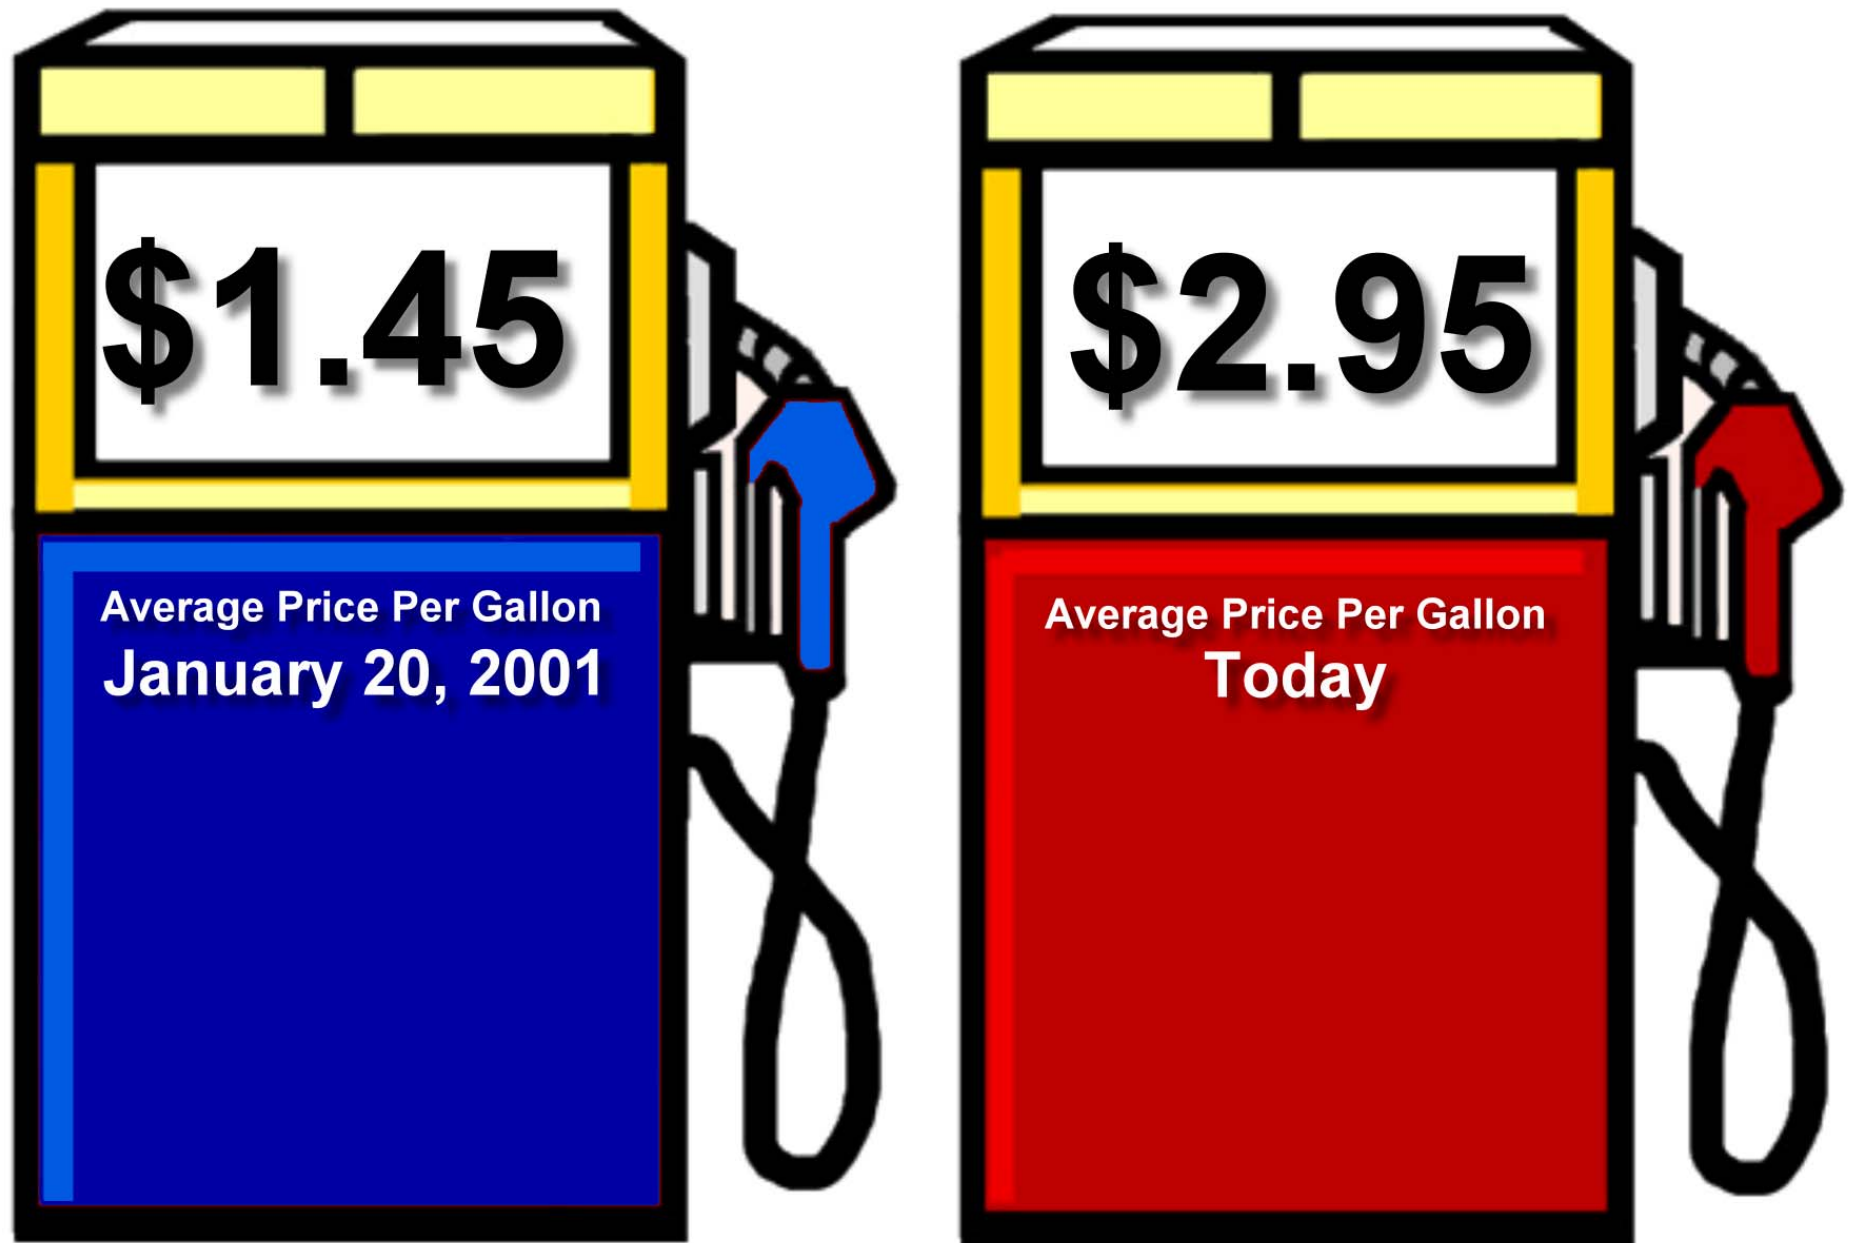 $1.45
Average Price Per Gallon
January 20, 2001
$2.95
Average Price Per Gallon
Today